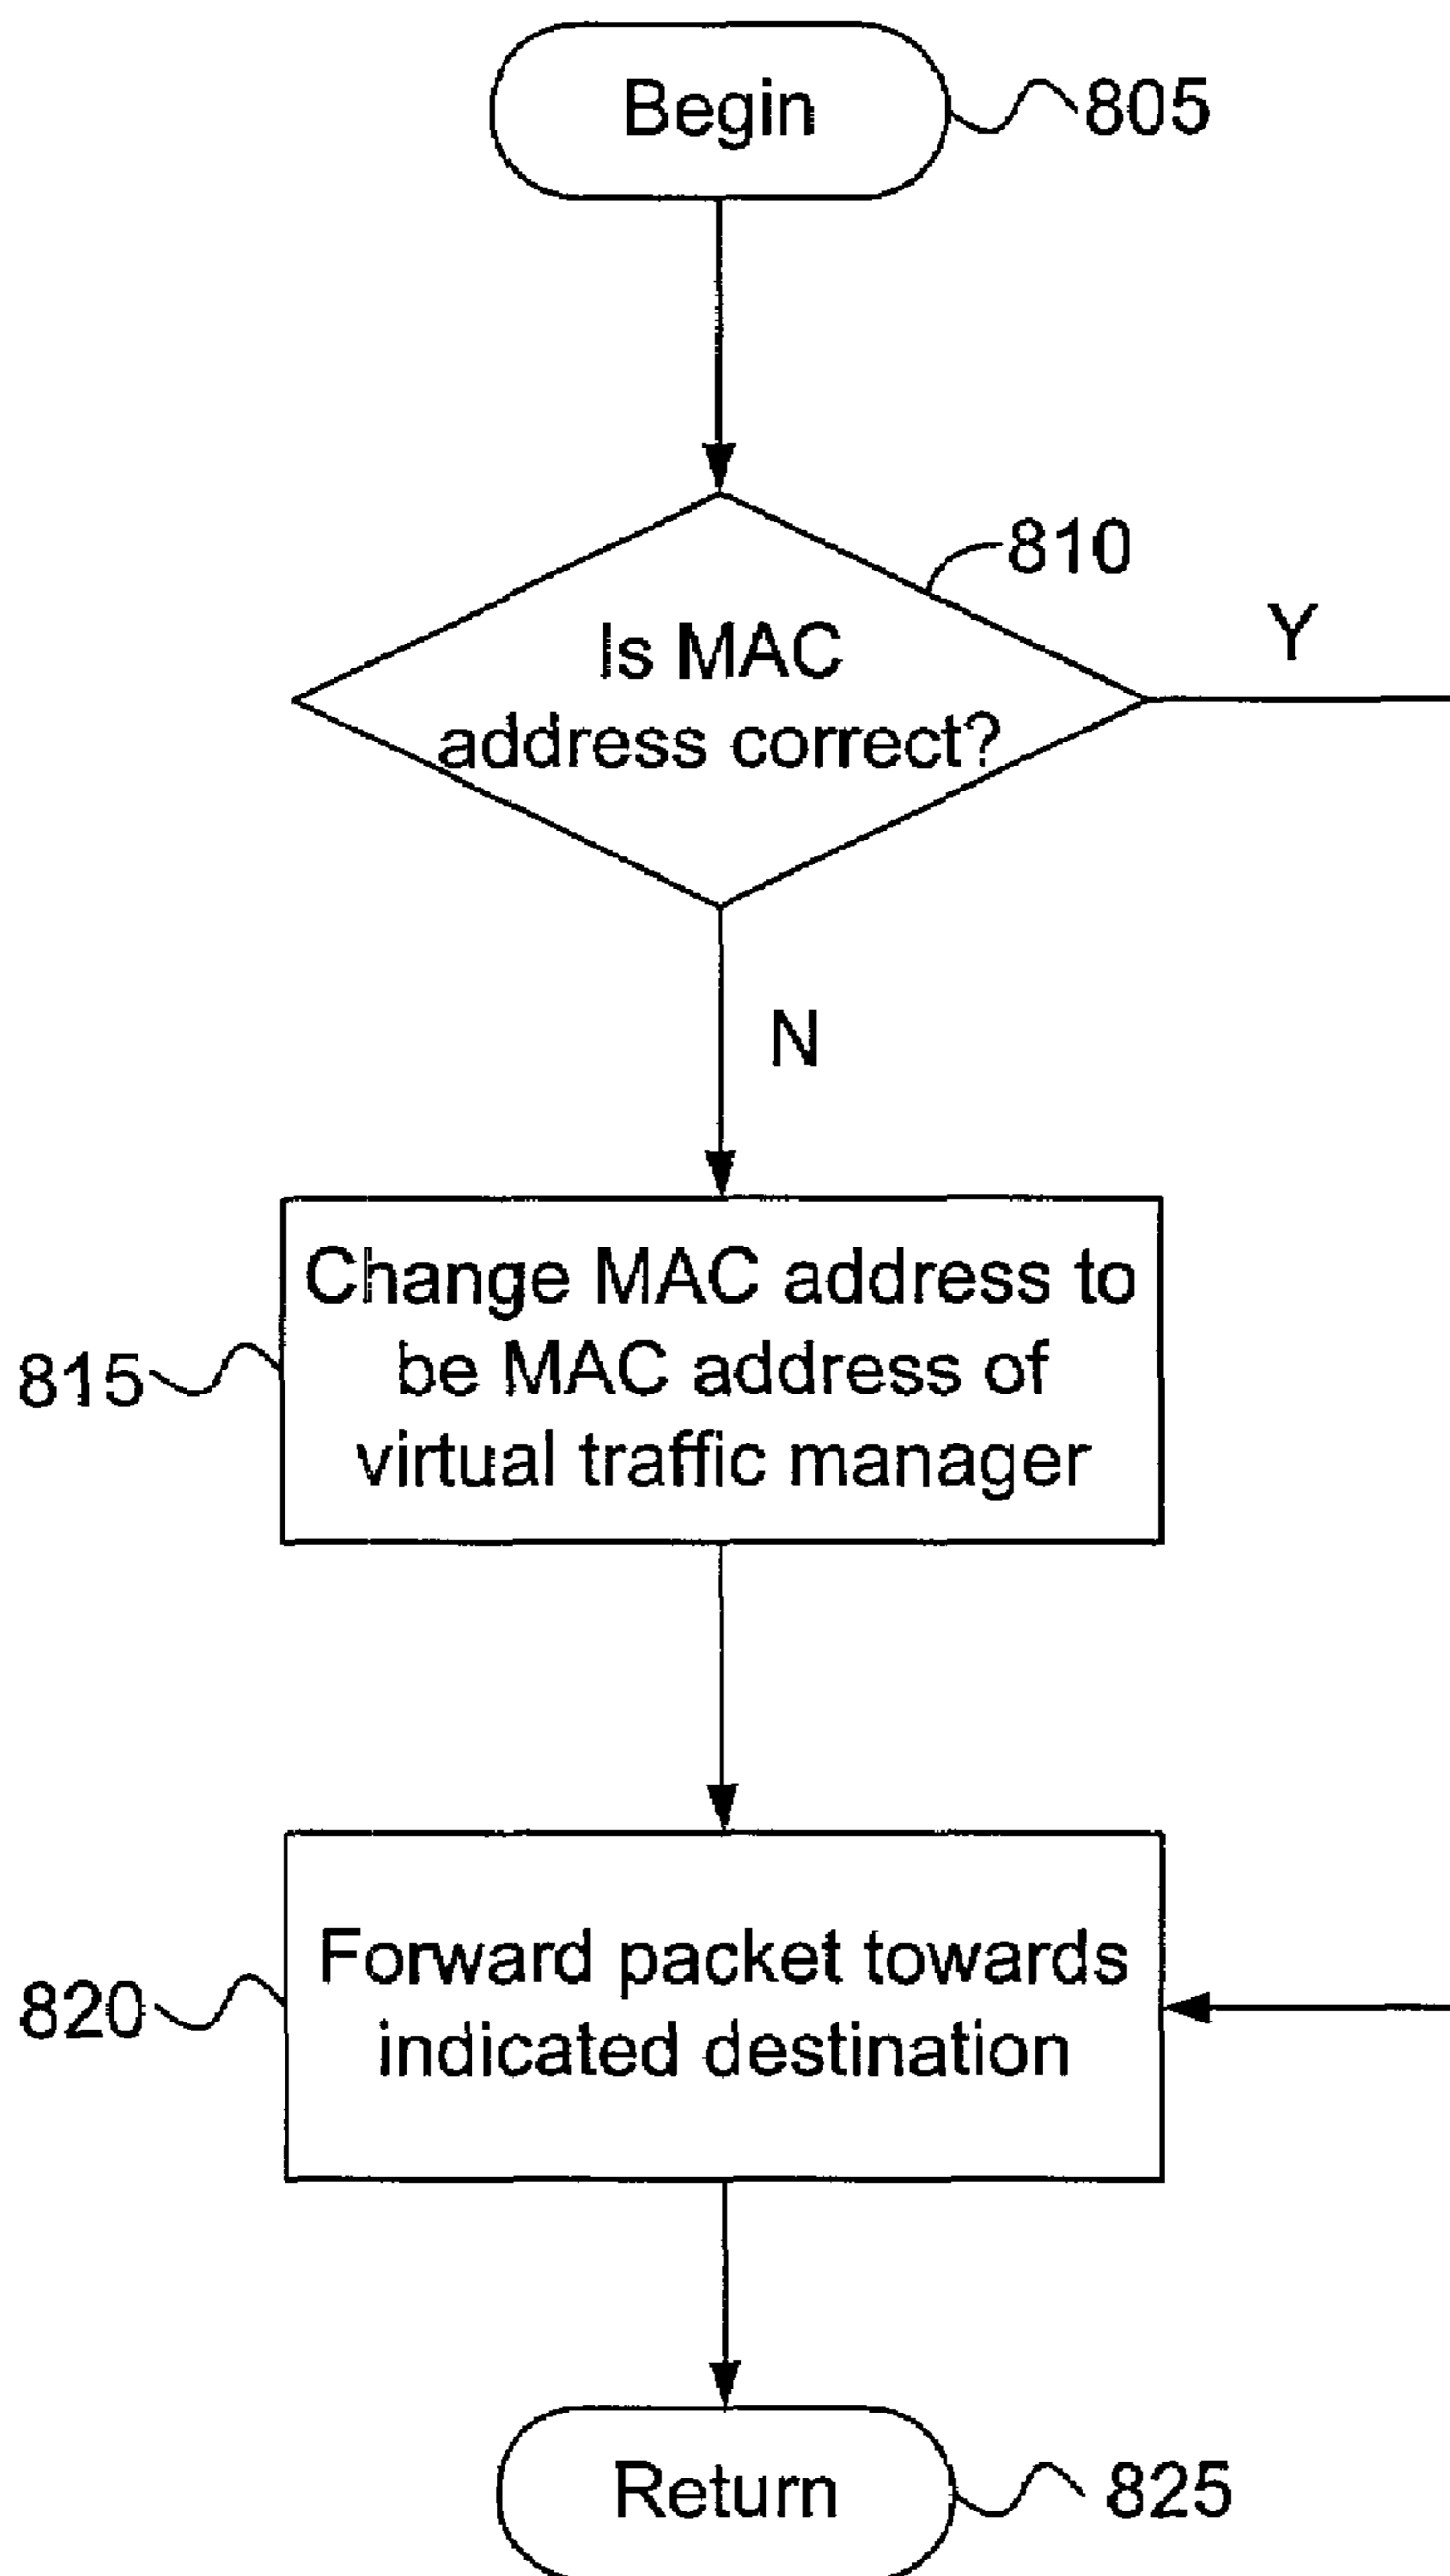 Begin
805
810
Is MAC
address correct?
Y
N
Change MAC address to
be MAC address of
virtual traffic manager
815
Forward packet towards
indicated destination
820
Return
825